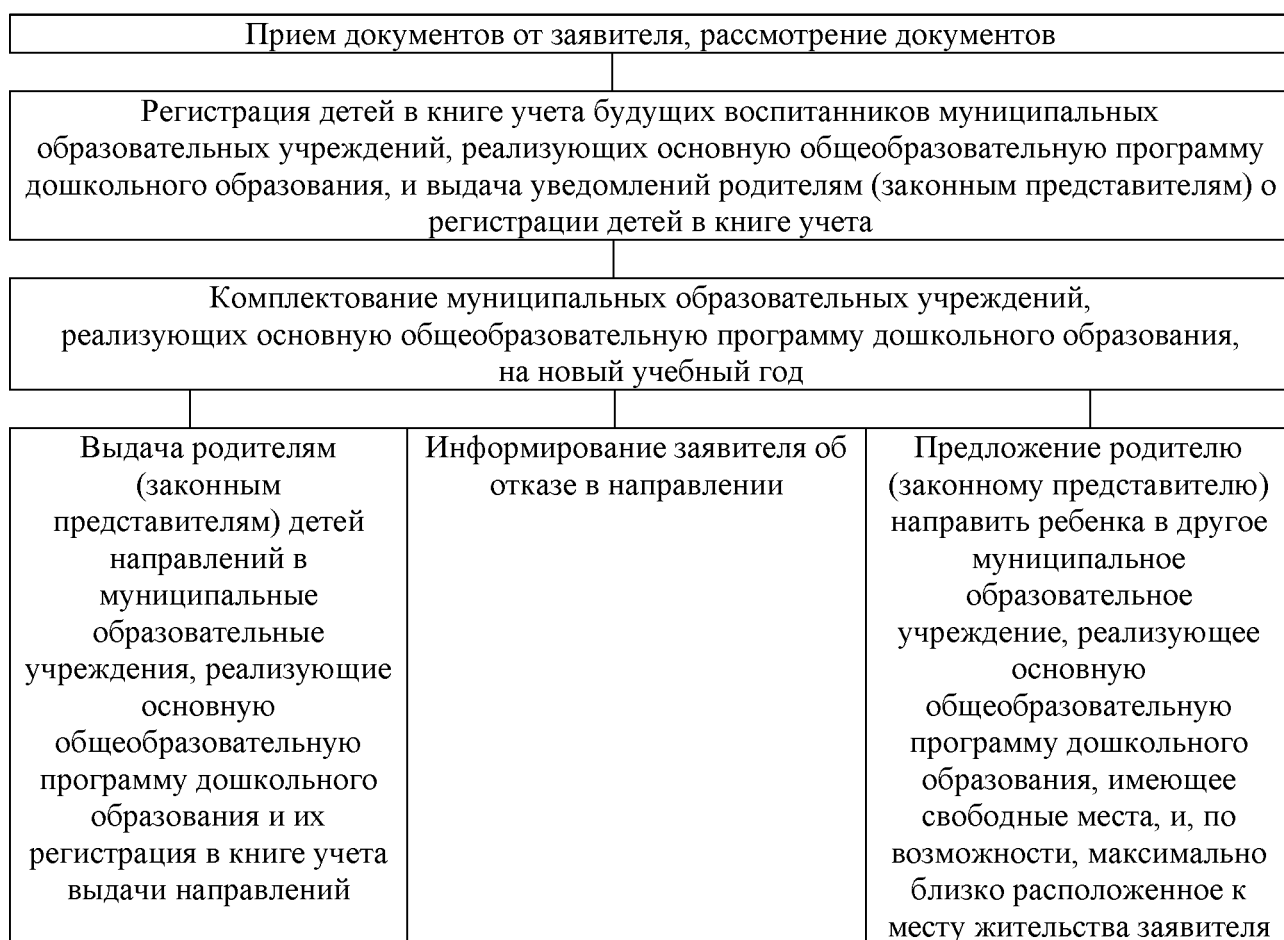 Прием документов от заявителя, рассмотрение документов
Регистрация детей в книге учета будущих воспитанников муниципальных
образовательных учреждений, реализующих основную общеобразовательную программу
дошкольного образования, и выдача уведомлений родителям (законным представителям) о
регистрации детей в книге учета
Комплектование муниципальных образовательных учреждений,
реализующих основную общеобразовательную программу дошкольного образования,
на новый учебный год
Выдача родителям
(законным
представителям) детей
направлений в
муниципальные
образовательные
учреждения, реализующие
основную
общеобразовательную
программу дошкольного
образования и их
регистрация в книге учета
выдачи направлений
Информирование заявителя об
отказе в направлении
Предложение родителю
(законному представителю)
направить ребенка в другое
муниципальное
образовательное
учреждение, реализующее
основную
общеобразовательную
программу дошкольного
образования, имеющее
свободные места, и, по
возможности, максимально
близко расположенное к
месту жительства заявителя